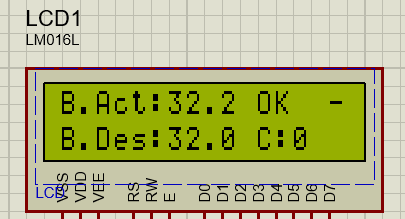 LCD1
LM016L
B.Act:32.2 OK -
B.Des:32.0 C:0
LCD
VSS VDD VEE RS RW E D0 D1 D2 D3 D4 D5 D6 D7